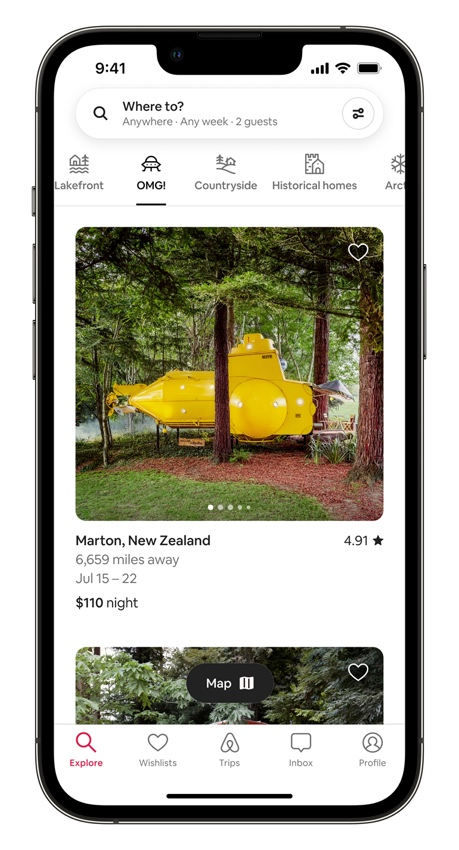 9:41
Where to?
Anywhere · Any week · 2 guests
Lakefront
OMG!
Countryside
Historical homes
Arct
Marton, New Zealand
4.91
6,659 miles away
Jul 15 – 22
$110 night
Map
Explore
Wishlists
Trips
Inbox
Profile